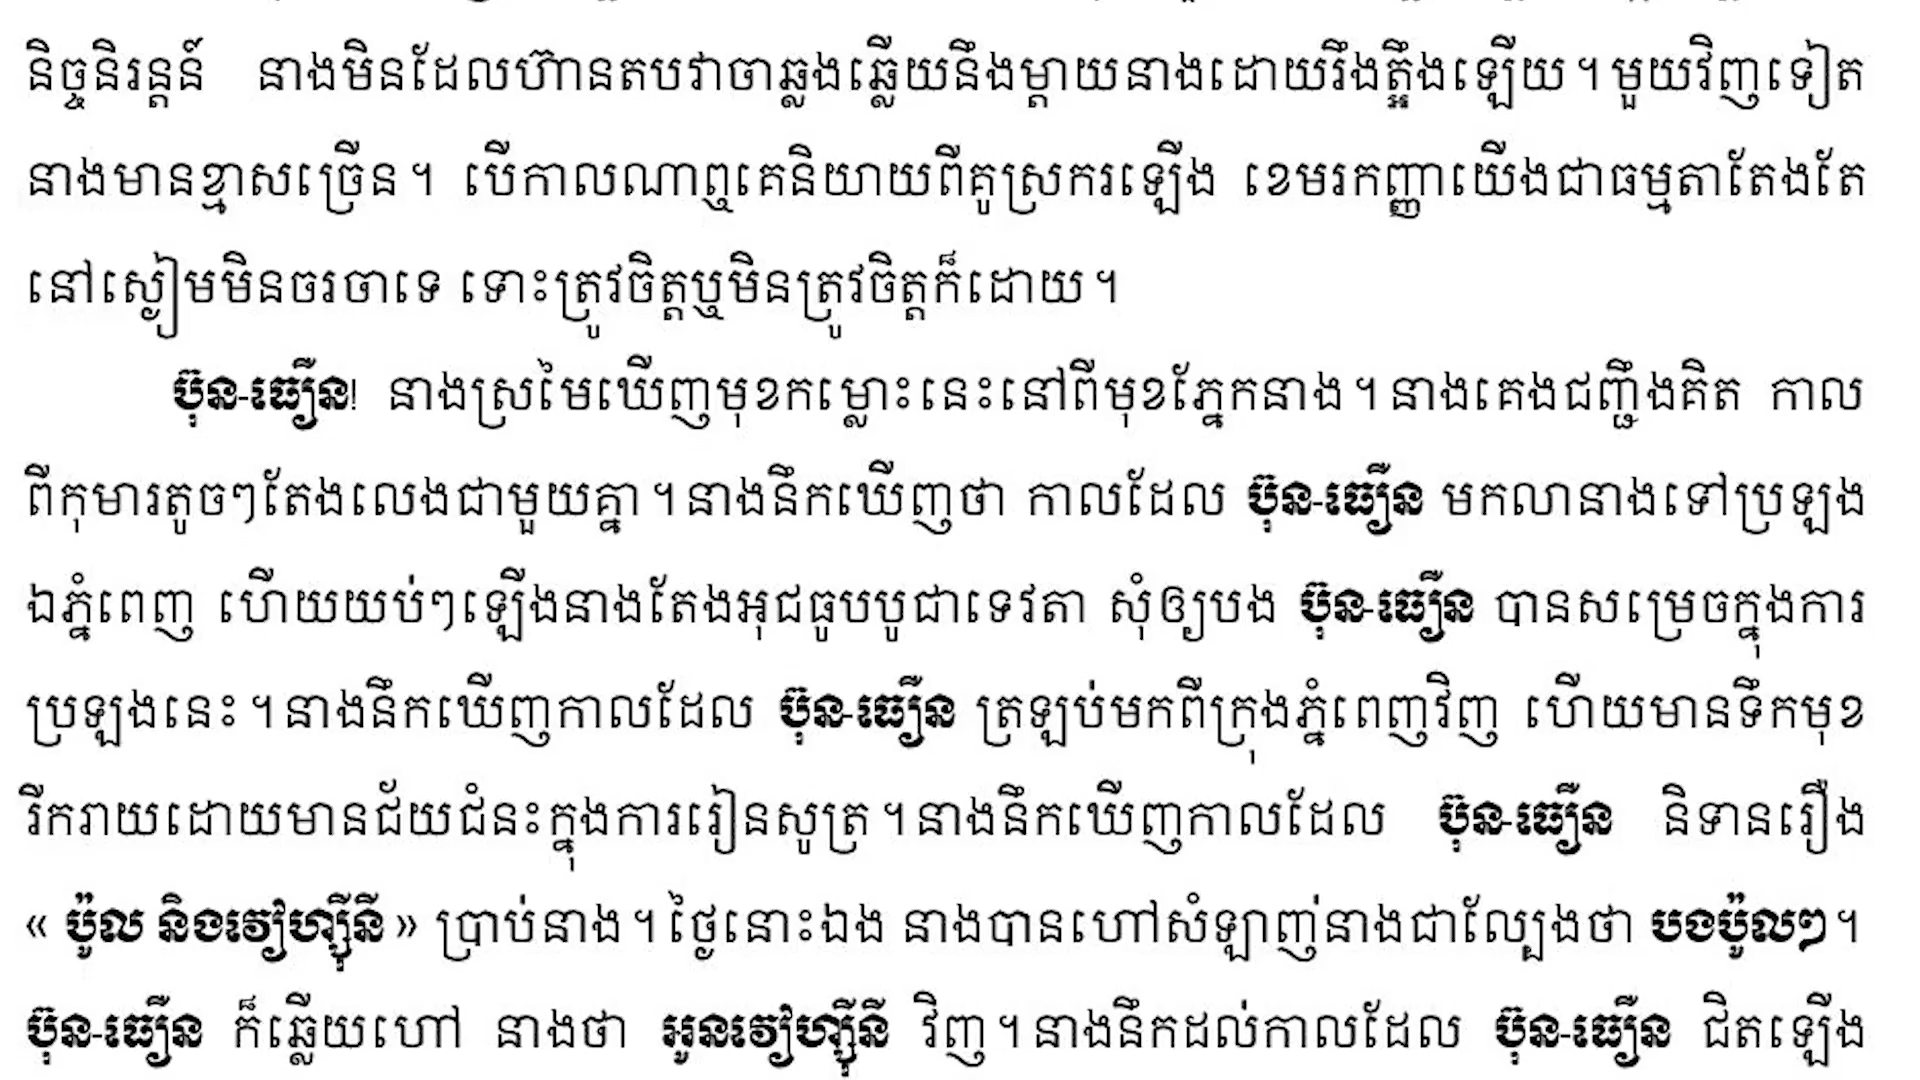 និច្ចនិរន្តន៍ នាងមិនដែលហ៊ានតបវាចាឆ្លងឆ្លើយនឹងម្ដាយនាងដោយរឹងត្អឹងឡើយ។ មួយវិញទៀត
នាងមានខ្មាសច្រើន។ បើកាលណាឮគេនិយាយពីគូស្រករឡើង ខេមរកញ្ញាយើងជាធម្មតាតែងតែ
នៅស្ងៀមមិនចរចាទេ ទោះត្រូវចិត្តឬមិនត្រូវចិត្តក៏ដោយ។
ប៊ុន-ធឿន! នាងស្រមៃឃើញមុខកម្លោះនេះនៅពីមុខភ្នែកនាង។ នាងគេងជញ្ជឹងគិត កាល
ពីកុមារតូចៗតែងលេងជាមួយគ្នា។ នាងនឹកឃើញថា កាលដែល ប៊ុន-ធឿន មកលានាងទៅប្រឡង
ឯភ្នំពេញ ហើយយប់ៗឡើងនាងតែងអុជធូបបូជាទេវតា សុំឲ្យបង ប៊ុន-ធឿន បានសម្រេចក្នុងការ
ប្រឡងនេះ។ នាងនឹកឃើញកាលដែល ប៊ុន-ធឿន ត្រឡប់មកពីក្រុងភ្នំពេញវិញ ហើយមានទឹកមុខ
រីករាយដោយមានជ័យជំនះក្នុងការរៀនសូត្រ។ នាងនឹកឃើញកាលដែល ប៊ុន-ធឿន និទានរឿង
« ប៉ូល និងវៀហ្ស៊ីនី » ប្រាប់នាង។ ថ្ងៃនោះឯង នាងបានហៅសំឡាញ់នាងជាល្បែងថា បងប៉ូលៗ។
ប៊ុន-ធឿន ក៏ឆ្លើយហៅ នាងថា អូនវៀហ្ស៊ីនី វិញ។ នាងនឹកដល់កាលដែល ប៊ុន-ធឿន ជិតឡើង